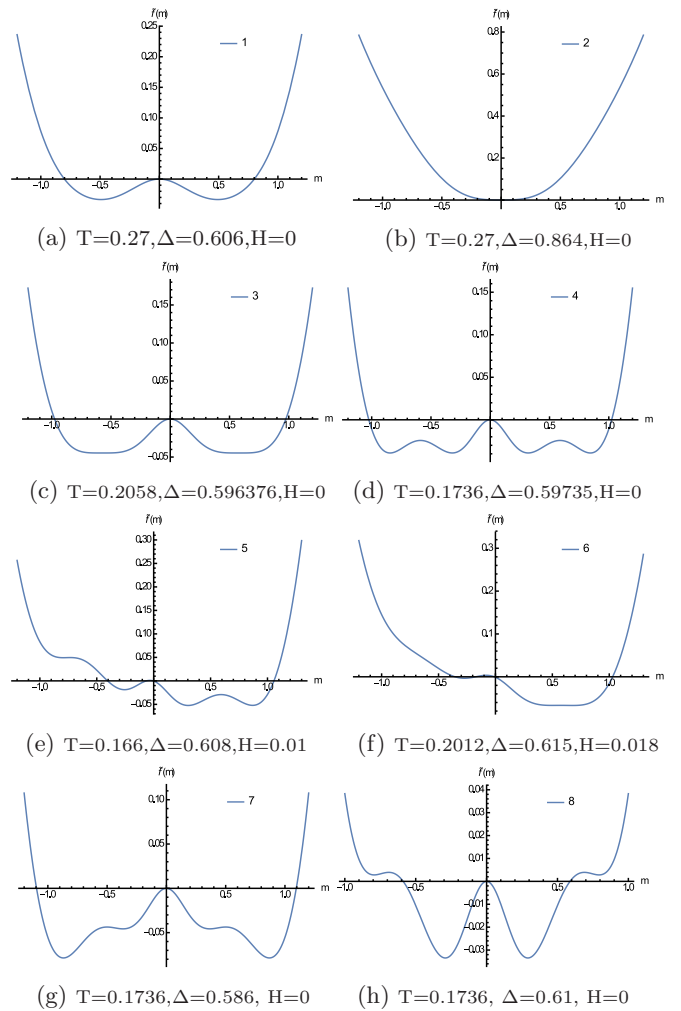 f̃(m)
0.25
0.20
0.15
0.10
0.05
-1.0 -0.5 0.5 1.0 m
1
(a) T=0.27,Δ=0.606,H=0
f̃(m)
0.8
0.6
0.4
0.2
-1.0 -0.5 0.5 1.0 m
2
(b) T=0.27,Δ=0.864,H=0
f̃(m)
0.15
0.10
0.05
-1.0 -0.5 0.5 1.0 m
-0.05
3
(c) T=0.2058,Δ=0.596376,H=0
f̃(m)
0.15
0.10
0.05
-1.0 -0.5 0.5 1.0 m
4
(d) T=0.1736,Δ=0.59735,H=0
f̃(m)
0.30
0.25
0.20
0.15
0.10
0.05
-1.0 -0.5 0.5 1.0 m
-0.05
5
(e) T=0.166,Δ=0.608,H=0.01
f̃(m)
0.3
0.2
0.1
-1.0 -0.5 0.5 1.0 m
6
(f) T=0.2012,Δ=0.615,H=0.018
f̃(m)
0.10
0.05
-1.0 -0.5 0.5 1.0 m
-0.05
7
(g) T=0.1736,Δ=0.586, H=0
f̃(m)
0.04
0.03
0.02
0.01
-1.0 -0.5 0.5 1.0 m
-0.01
-0.02
-0.03
8
(h) T=0.1736, Δ=0.61, H=0